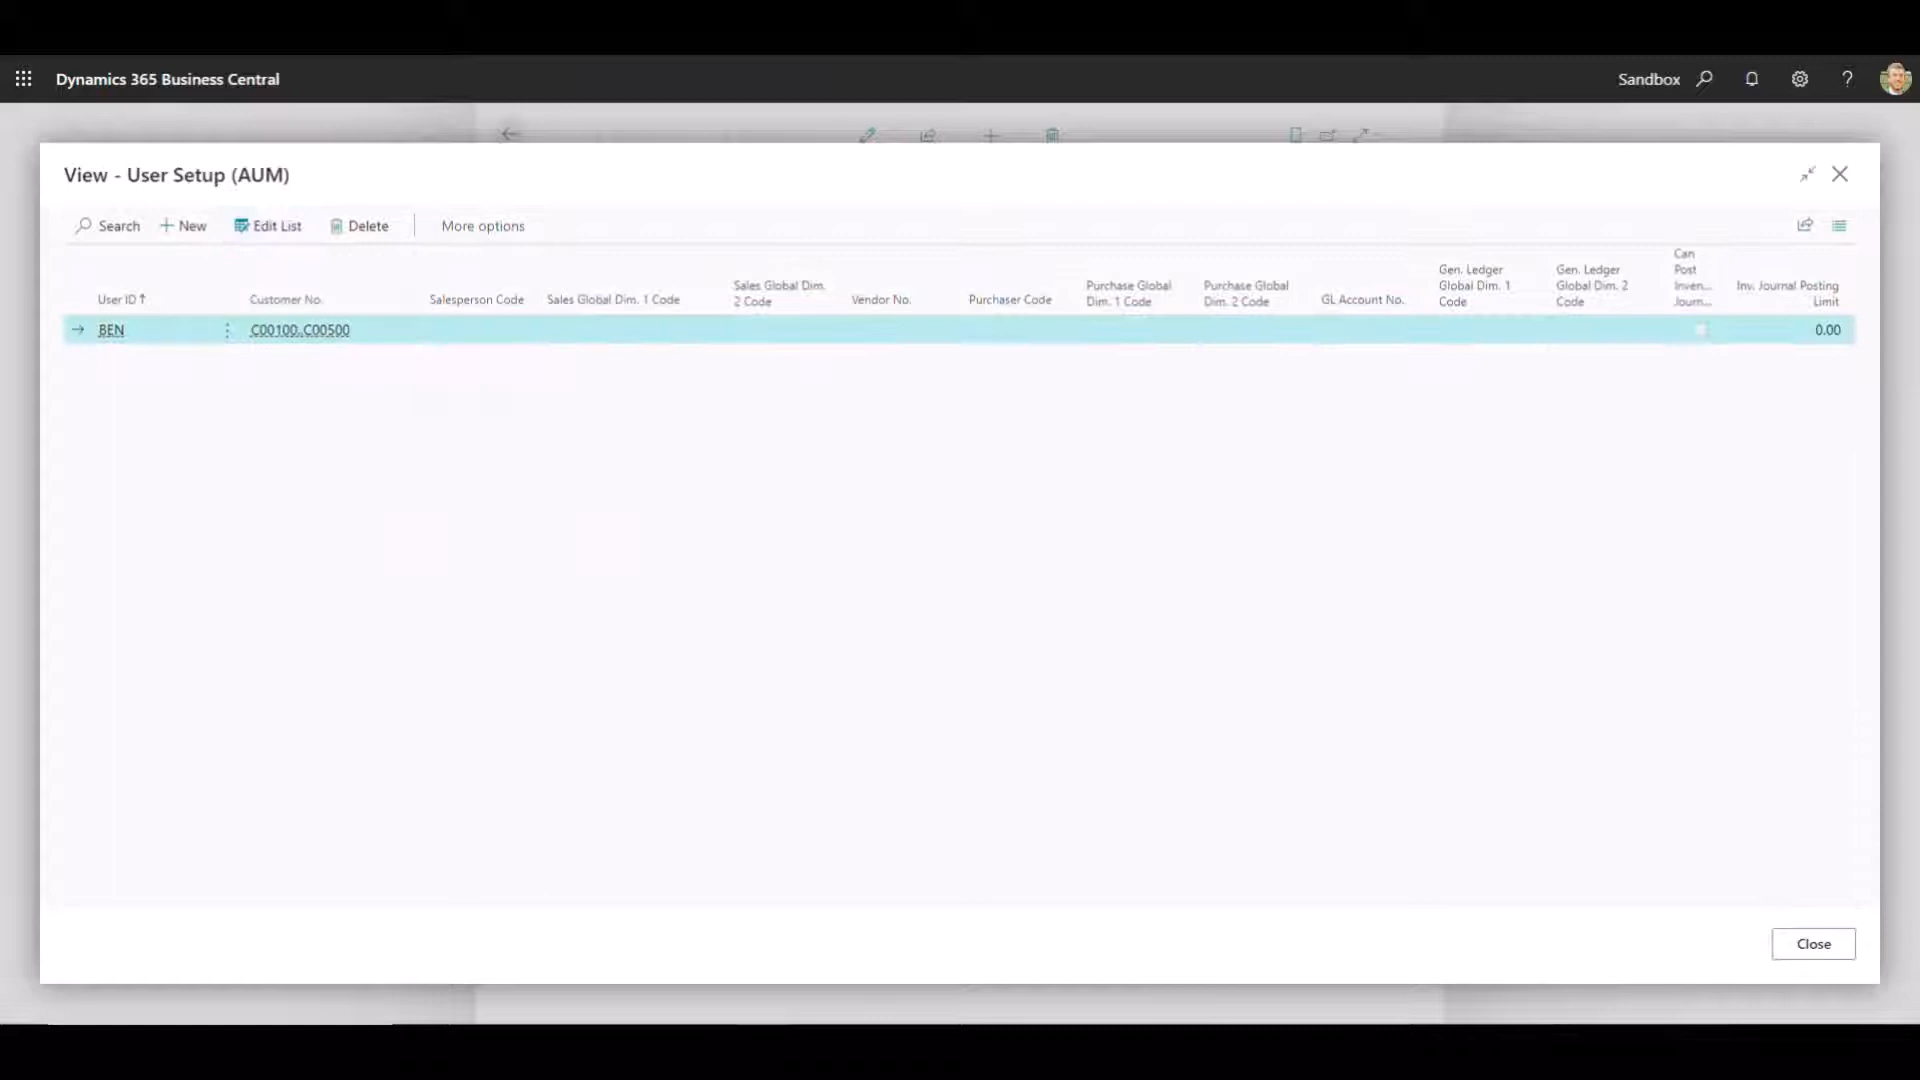 Dynamics 365 Business Central
Sandbox
?
View - User Setup (AUM)
Search
New
Edit List
Delete
More options
User ID ↑
Customer No.
Salesperson Code
Sales Global Dim. 1 Code
Sales Global Dim.
2 Code
Vendor No.
Purchaser Code
Purchase Global
Dim. 1 Code
Purchase Global
Dim. 2 Code
GL Account No.
Gen. Ledger
Global Dim. 1
Code
Gen. Ledger
Global Dim. 2
Code
Can
Post
Inven...
Journ...
Inv. Journal Posting
Limit
BEN
C00100..C00500
0.00
Close